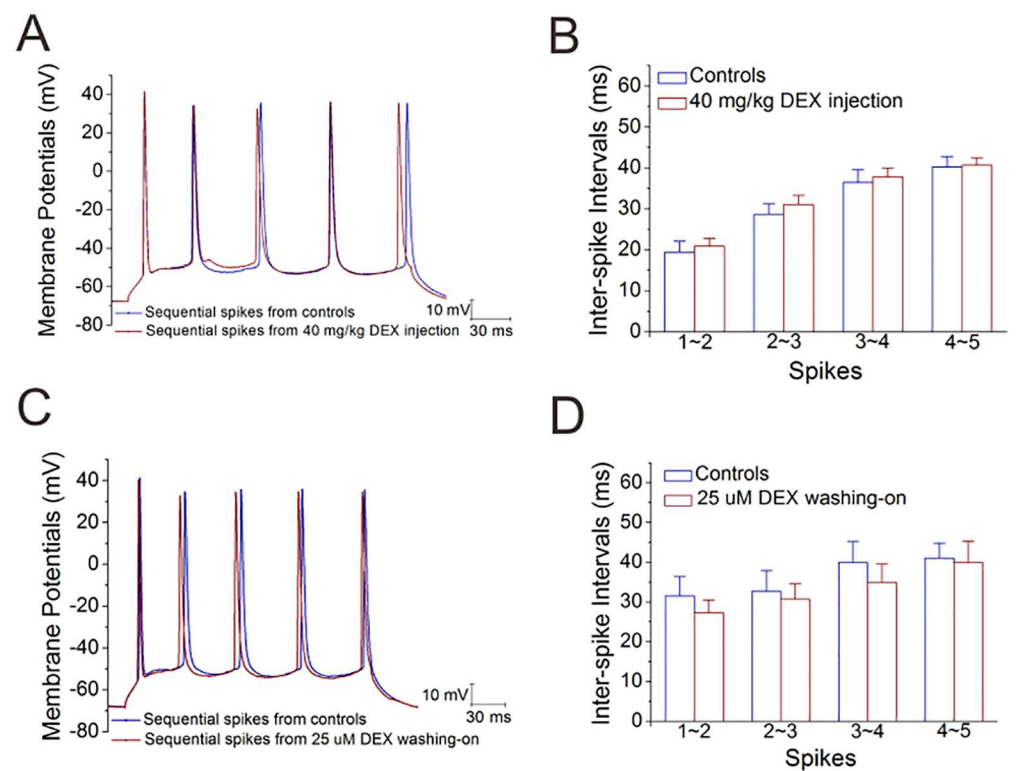 A
Membrane Potentials (mV)
40
20
0
-20
-40
-60
-80
Sequential spikes from controls
Sequential spikes from 40 mg/kg DEX injection
10 mV
30 ms
B
Inter-spike Intervals (ms)
60
50
40
30
20
10
0
Controls
40 mg/kg DEX injection
1~2 2~3 3~4 4~5
Spikes
C
Membrane Potentials (mV)
40
20
0
-20
-40
-60
-80
Sequential spikes from controls
Sequential spikes from 25 uM DEX washing-on
10 mV
30 ms
D
Inter-spike Intervals (ms)
60
50
40
30
20
10
0
Controls
25 uM DEX washing-on
1~2 2~3 3~4 4~5
Spikes